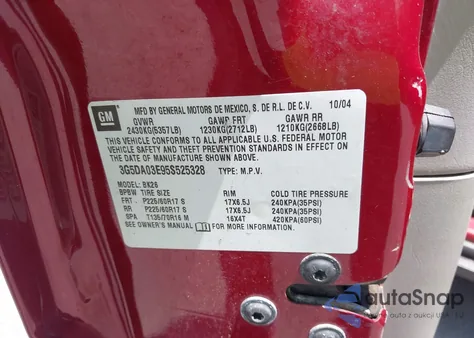 GM
MFD BY GENERAL MOTORS DE MEXICO, S. DE R.L. DE C.V. 10/04
GVWR GAWR FRT GAWR RR
2430KG(5357LB) 1230KG(2712LB) 1210KG(2668LB)
THIS VEHICLE CONFORMS TO ALL APPLICABLE U.S. FEDERAL MOTOR
VEHICLE SAFETY AND THEFT PREVENTION STANDARDS IN EFFECT ON THE
DATE OF MANUFACTURE SHOWN ABOVE.
3G5DA03E95S525328 TYPE: M.P.V.
MODEL: BX26
BPBW TIRE SIZE RIM COLD TIRE PRESSURE
FRT - P225/60R17 S 17X6.5J 240KPA(35PSI)
RR - P225/60R17 S 17X6.5J 240KPA(35PSI)
SPA - T135/70R16 M 16X4T 420KPA(60PSI)
SEE OWNER'S MANUAL FOR MORE INFORMATION.
autoSnap